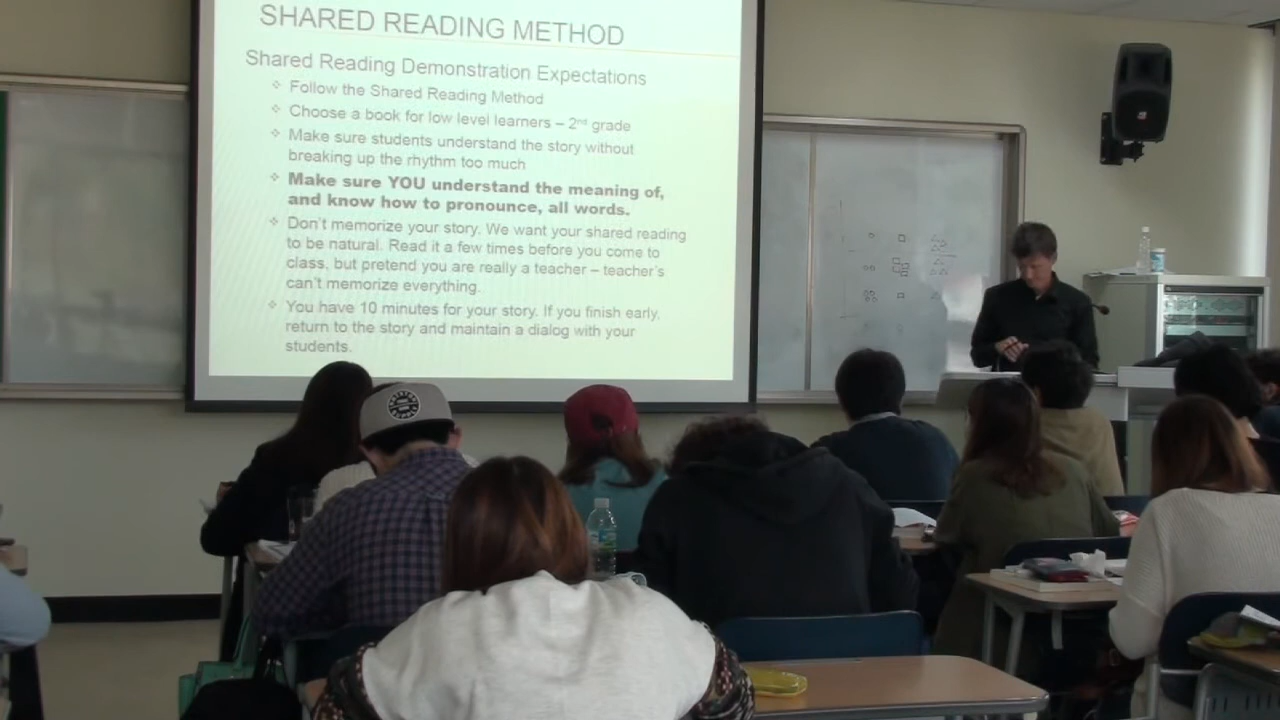 SHARED READING METHOD
Shared Reading Demonstration Expectations
Follow the Shared Reading Method
Choose a book for low level learners – 2nd grade
Make sure students understand the story without
breaking up the rhythm too much
Make sure YOU understand the meaning of,
and know how to pronounce, all words.
Don't memorize your story. We want your shared reading
to be natural. Read it a few times before you come to
class, but pretend you are really a teacher – teacher's
can't memorize everything.
You have 10 minutes for your story. If you finish early,
return to the story and maintain a dialog with your
students.